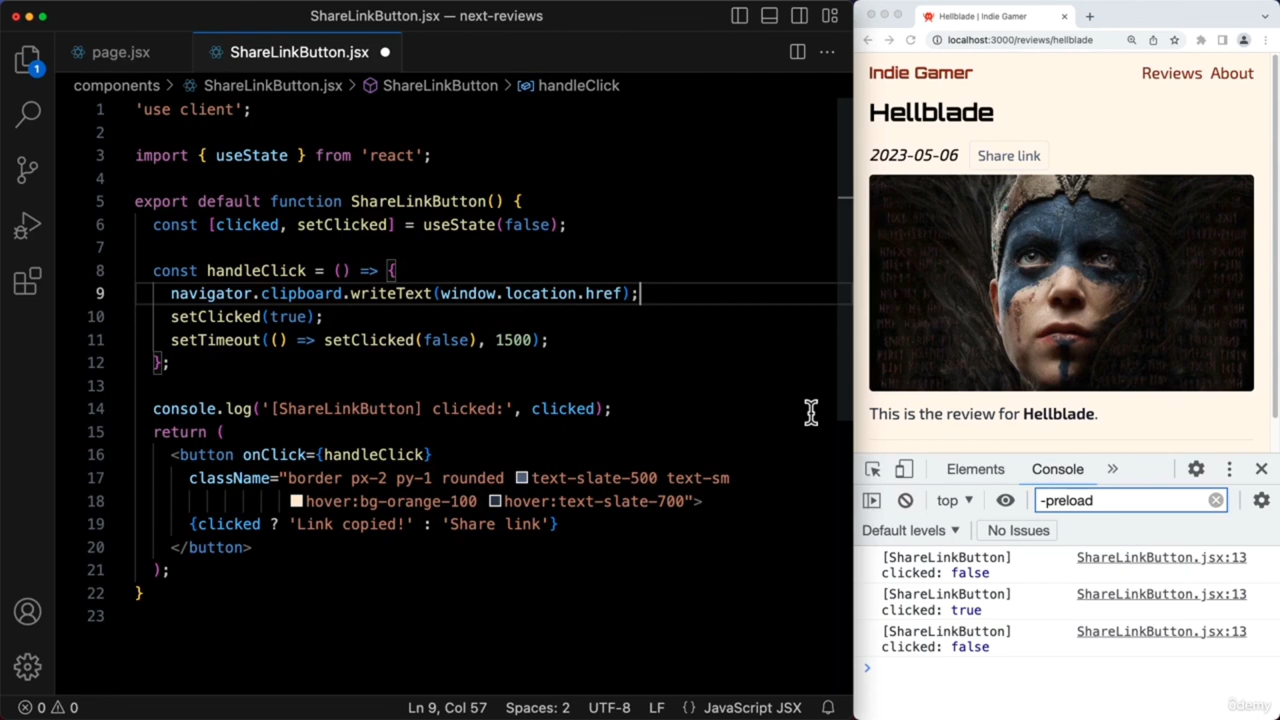 ShareLinkButton.jsx — next-reviews
page.jsx
ShareLinkButton.jsx
components > ShareLinkButton.jsx > ShareLinkButton > handleClick
1 'use client';
2
3 import { useState } from 'react';
4
5 export default function ShareLinkButton() {
6 const [clicked, setClicked] = useState(false);
7
8 const handleClick = () => {
9 navigator.clipboard.writeText(window.location.href);
10 setClicked(true);
11 setTimeout(() => setClicked(false), 1500);
12 };
13
14 console.log('[ShareLinkButton] clicked:', clicked);
15 return (
16 <button onClick={handleClick}
17 className="border px-2 py-1 rounded text-slate-500 text-sm
18 hover:bg-orange-100 hover:text-slate-700">
19 {clicked ? 'Link copied!' : 'Share link'}
20 </button>
21 );
22 }
23
1
0 0
Ln 9, Col 57
Spaces: 2
UTF-8
LF
{} JavaScript JSX
Hellblade | Indie Gamer
localhost:3000/reviews/hellblade
Indie Gamer
Reviews About
Hellblade
2023-05-06 Share link
This is the review for Hellblade.
Elements Console
top
-preload
Default levels
No Issues
[ShareLinkButton] ShareLinkButton.jsx:13
clicked: false
[ShareLinkButton] ShareLinkButton.jsx:13
clicked: true
[ShareLinkButton] ShareLinkButton.jsx:13
clicked: false
ûdemy